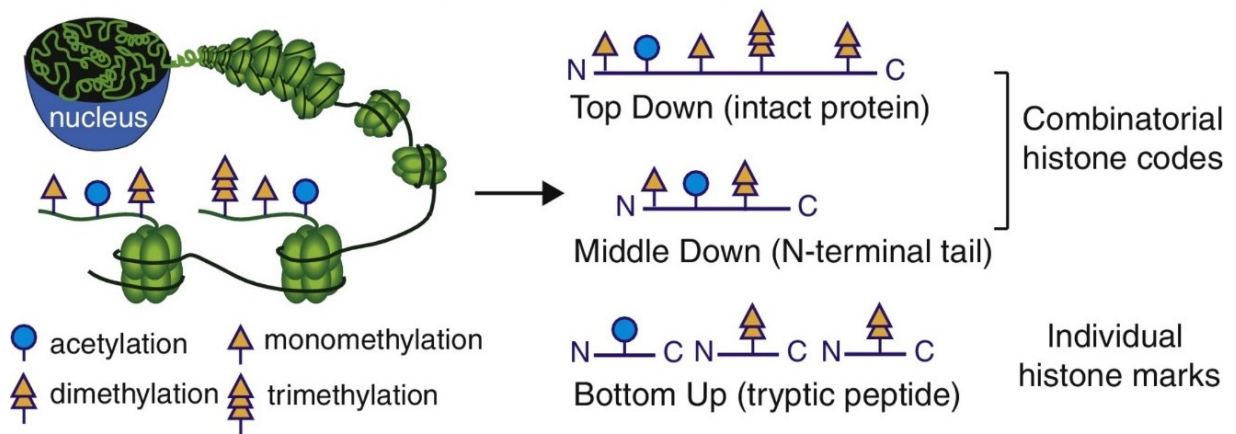 nucleus
acetylation
monomethylation
dimethylation
trimethylation
N C
Top Down (intact protein)
N C
Middle Down (N-terminal tail)
Combinatorial
histone codes
N C N C N C
Bottom Up (tryptic peptide)
Individual
histone marks